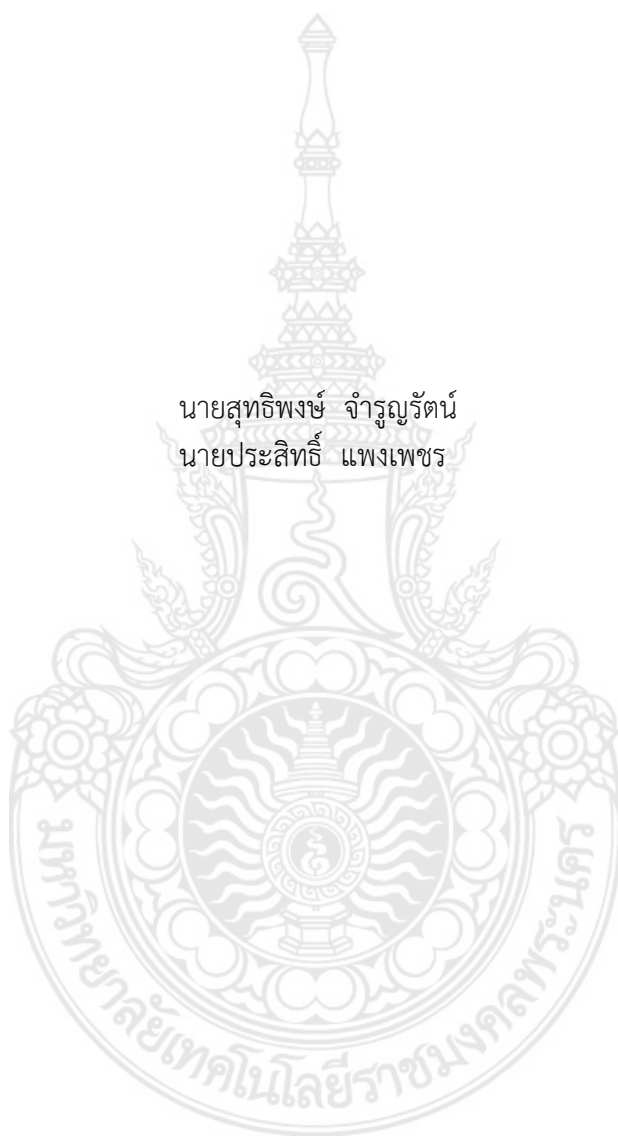 นายสุทธิพงษ์ จำรูญรัตน์
นายประสิทธิ์ แพงเพชร
มหาวิทยาลัยเทคโนโลยีราชมงคลพระนคร